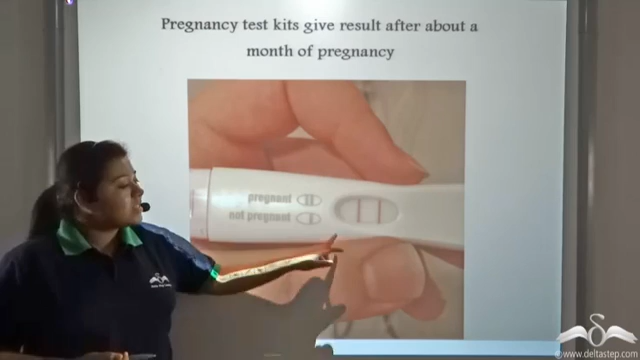 Pregnancy test kits give result after about a
month of pregnancy
pregnant
not pregnant
©www.deltastep.com